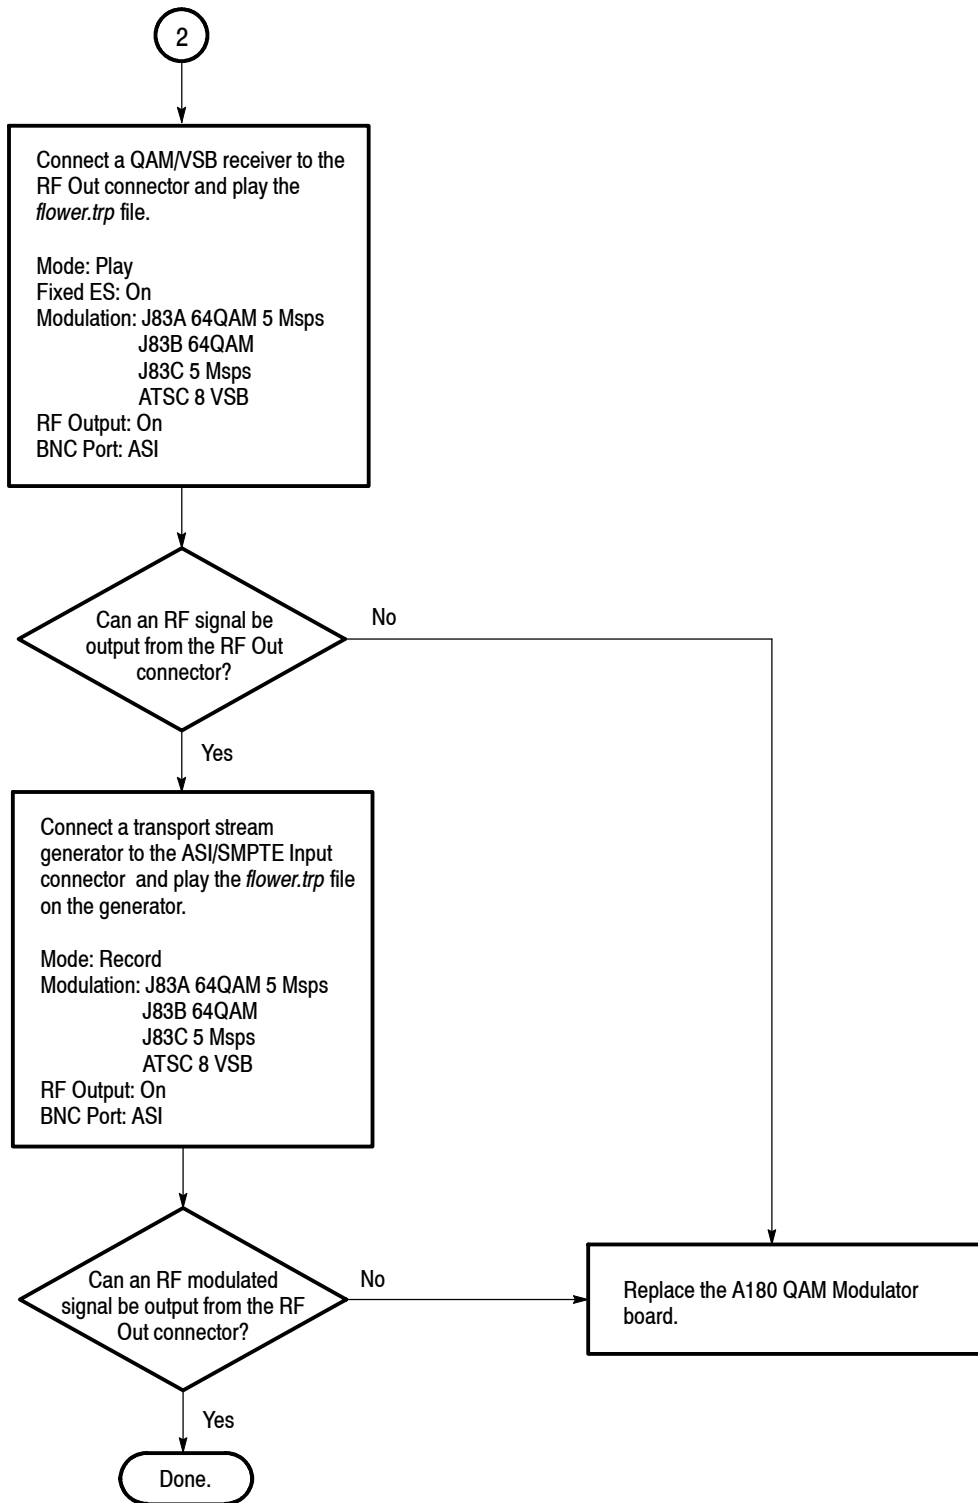 2
Connect a QAM/VSB receiver to the
RF Out connector and play the
flower.trp file.
Mode: Play
Fixed ES: On
Modulation: J83A 64QAM 5 Msps
J83B 64QAM
J83C 5 Msps
ATSC 8 VSB
RF Output: On
BNC Port: ASI
Can an RF signal be
output from the RF Out
connector?
No
Yes
Connect a transport stream
generator to the ASI/SMPTE Input
connector and play the flower.trp file
on the generator.
Mode: Record
Modulation: J83A 64QAM 5 Msps
J83B 64QAM
J83C 5 Msps
ATSC 8 VSB
RF Output: On
BNC Port: ASI
Can an RF modulated
signal be output from the RF
Out connector?
No
Replace the A180 QAM Modulator
board.
Yes
Done.